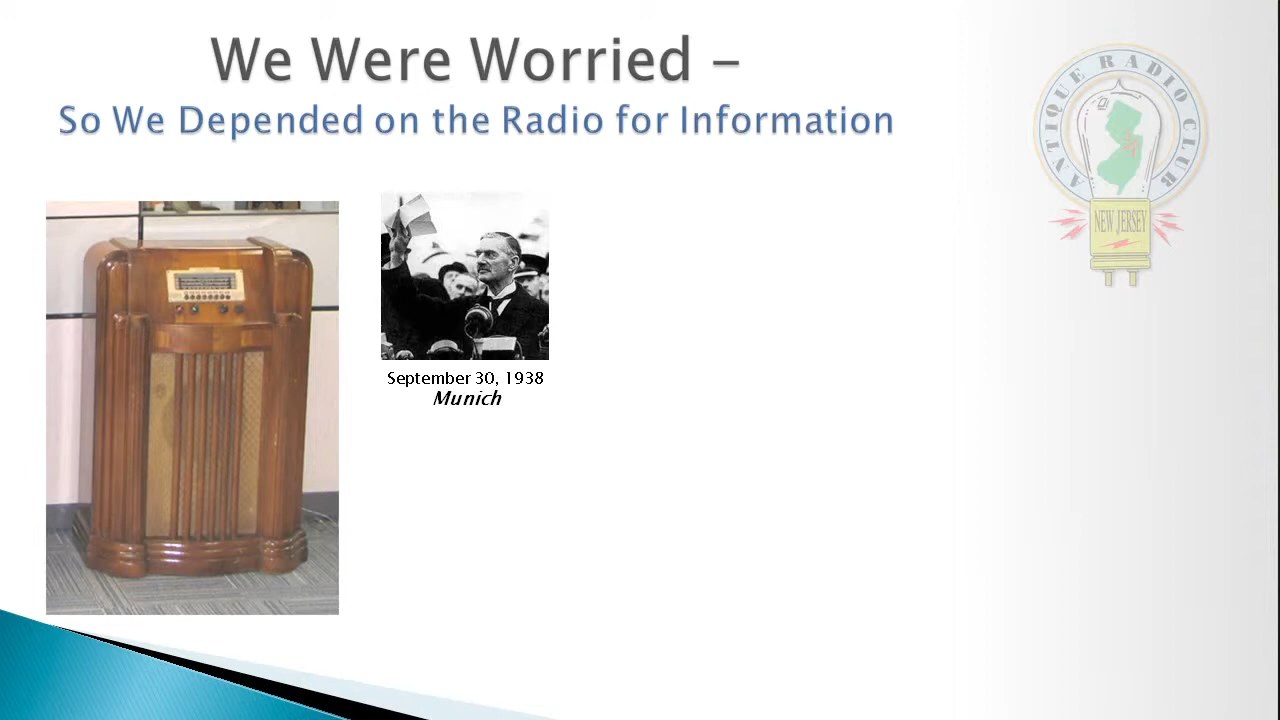 We Were Worried –
So We Depended on the Radio for Information
ANTIQUE RADIO CLUB
NEW JERSEY
September 30, 1938
Munich